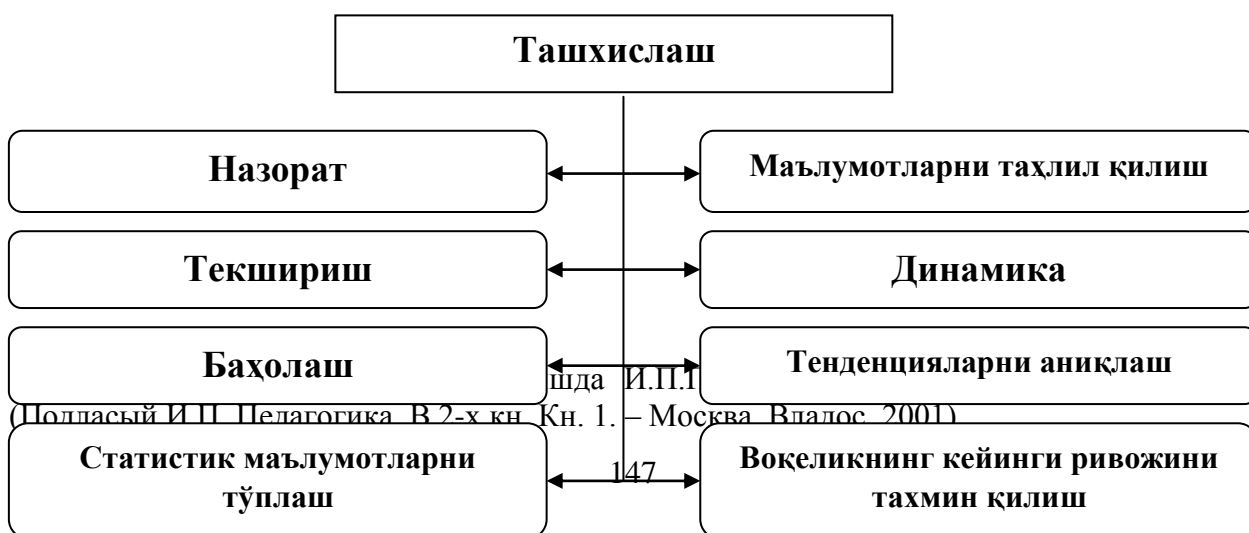 Ташхислаш
Назорат
Маълумотларни таҳлил қилиш
Текшириш
Динамика
Баҳолаш
Тенденцияларни аниқлаш
И.П.
(Подласый И.П. Педагогика. В 2-х кн. Кн. 1. – Москва, Владос, 2001)
Статистик маълумотларни
тўплаш
147
Воқеликнинг кейинги ривожини
тахмин қилиш